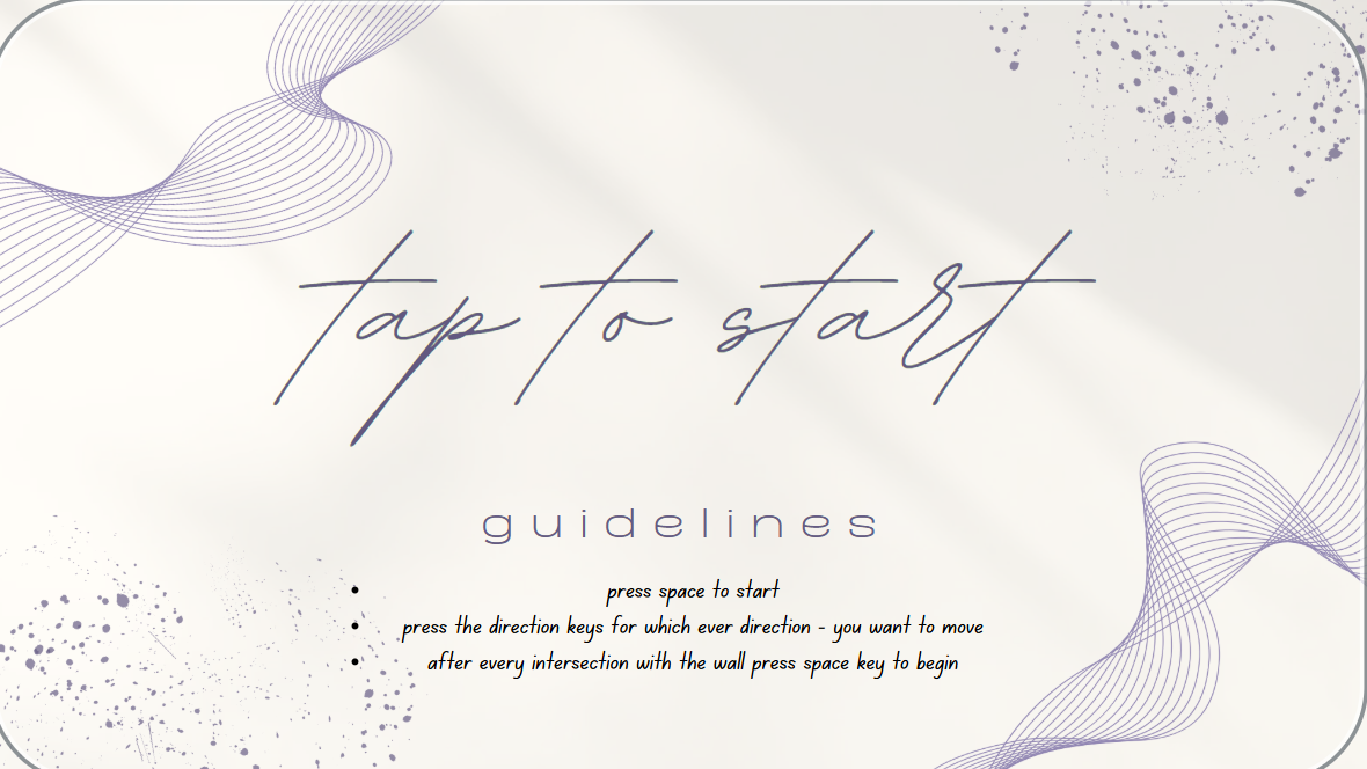 tap to start
guidelines
• press space to start
• press the direction keys for which ever direction - you want to move
• after every intersection with the wall press space key to begin